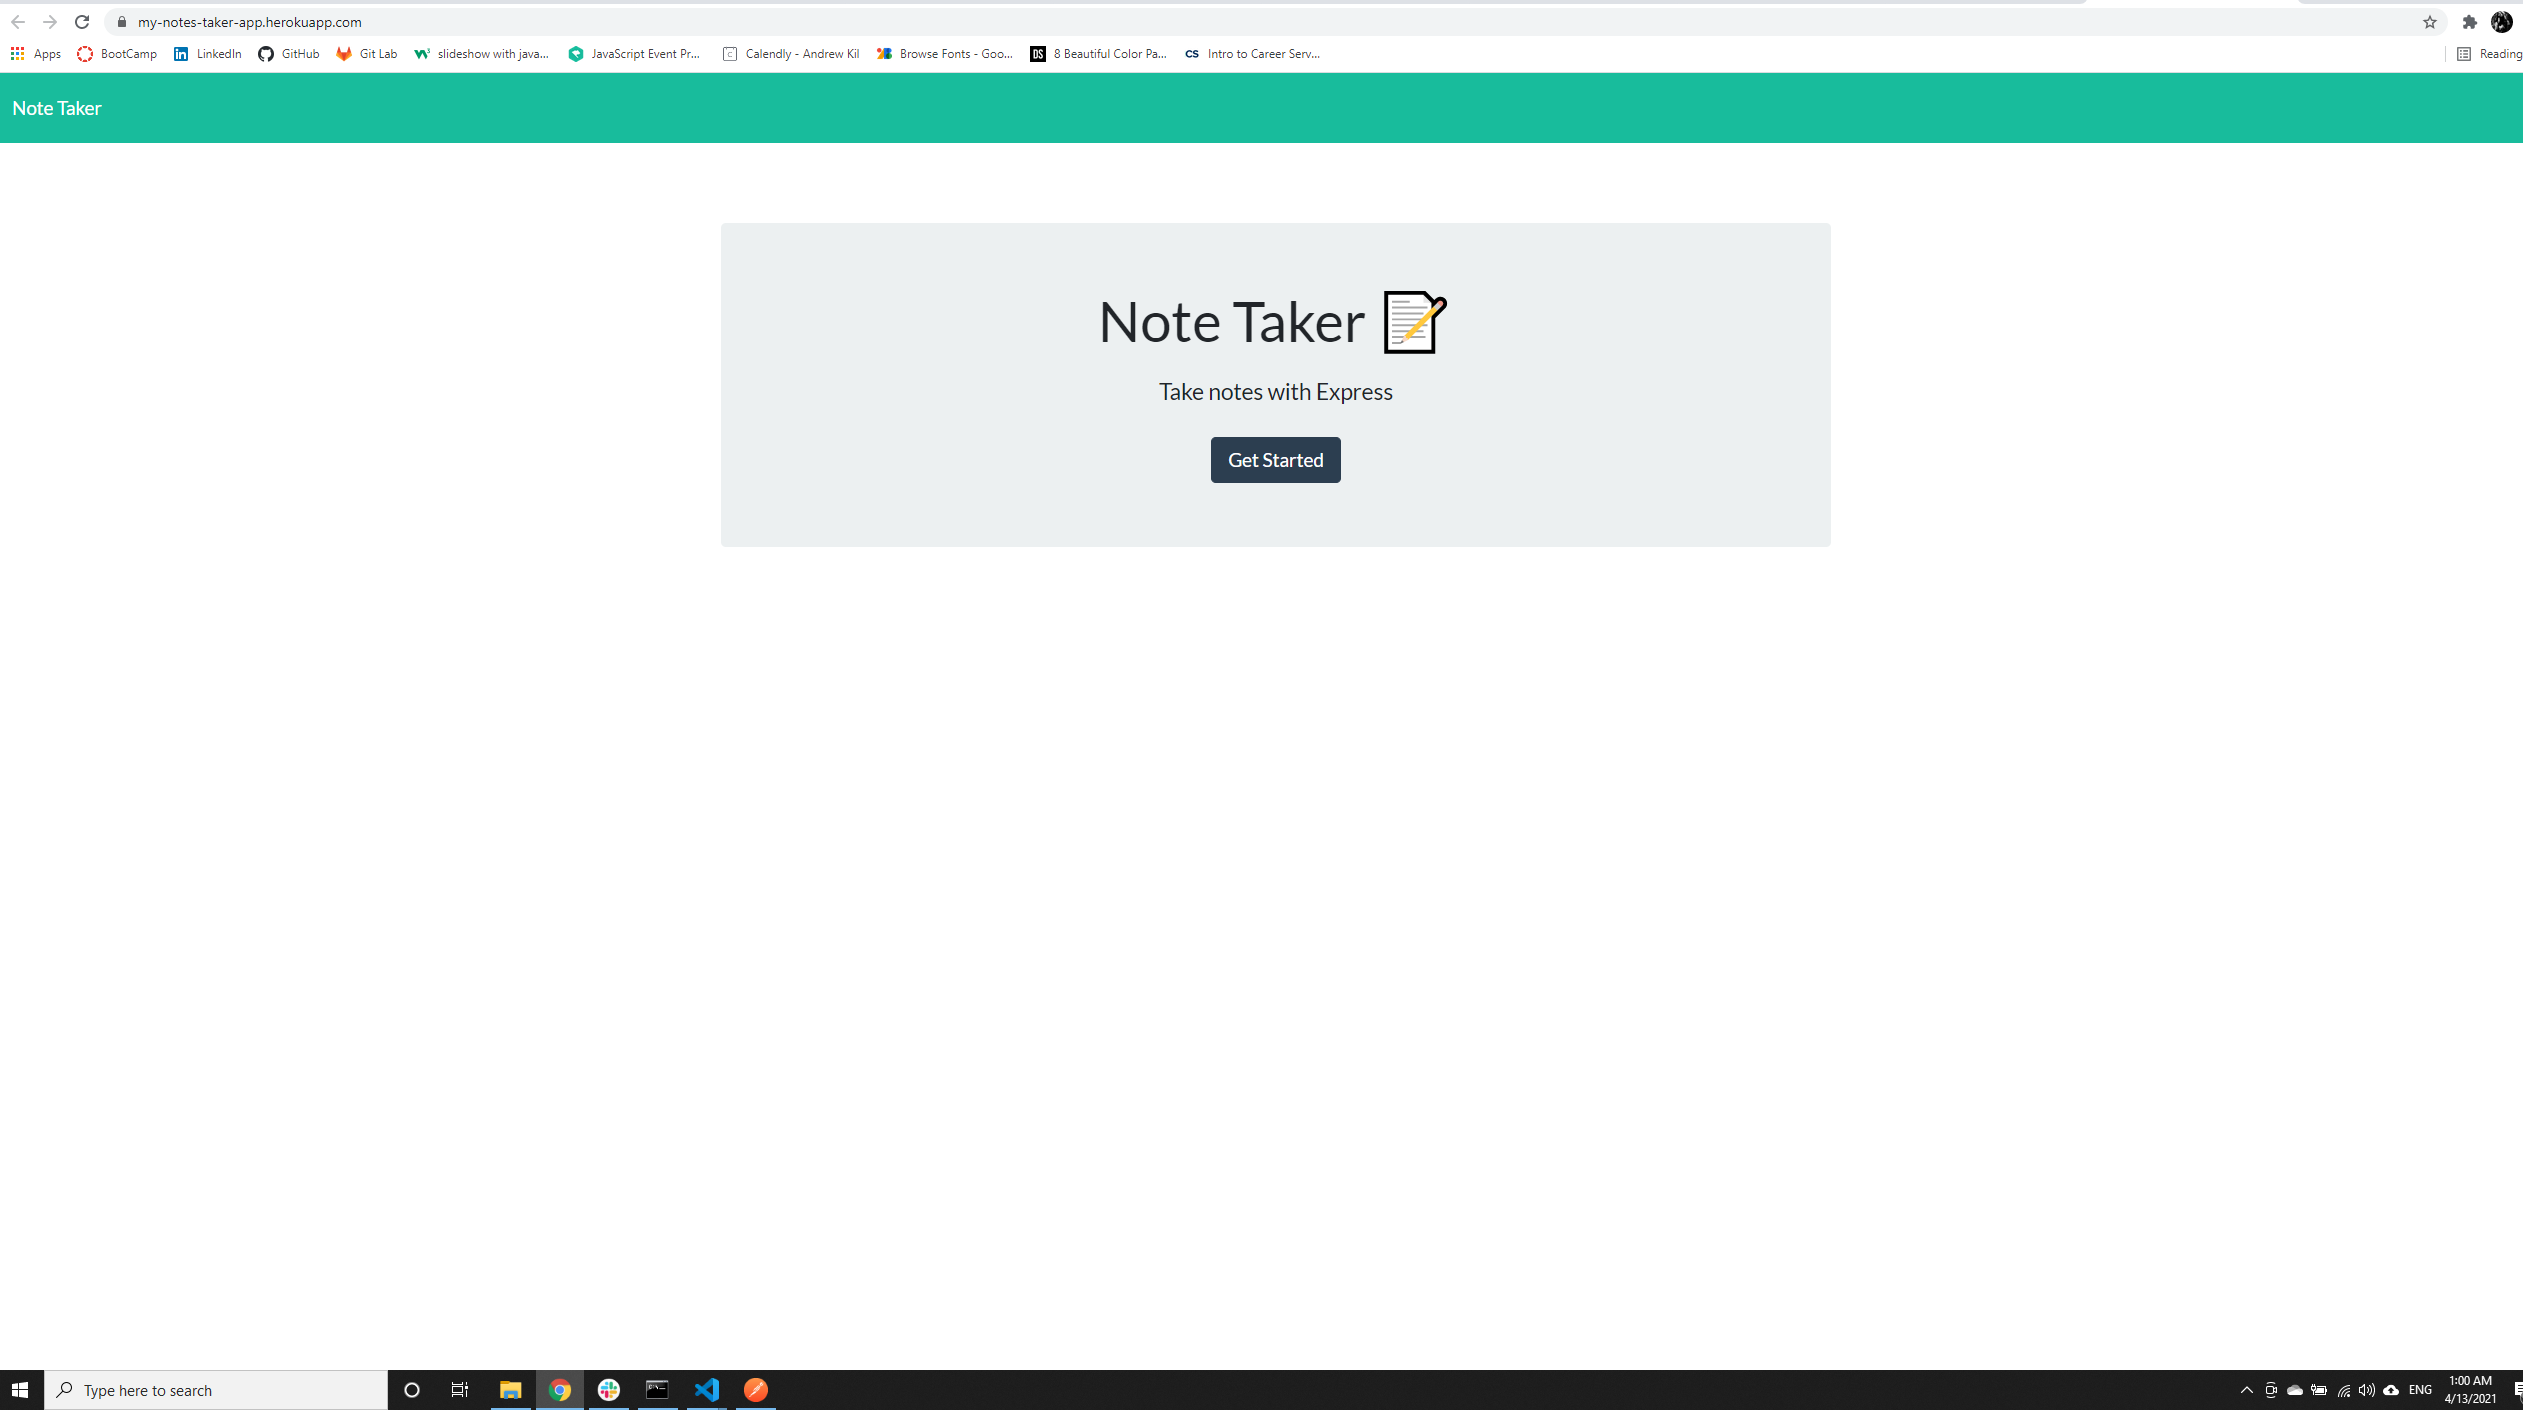 my-notes-taker-app.herokuapp.com
Apps BootCamp LinkedIn GitHub Git Lab slideshow with java... JavaScript Event Pr... Calendly - Andrew Kil Browse Fonts - Goo... DS 8 Beautiful Color Pa... CS Intro to Career Serv... Reading
Note Taker
Note Taker
Take notes with Express
Get Started
Type here to search
ENG
1:00 AM
4/13/2021